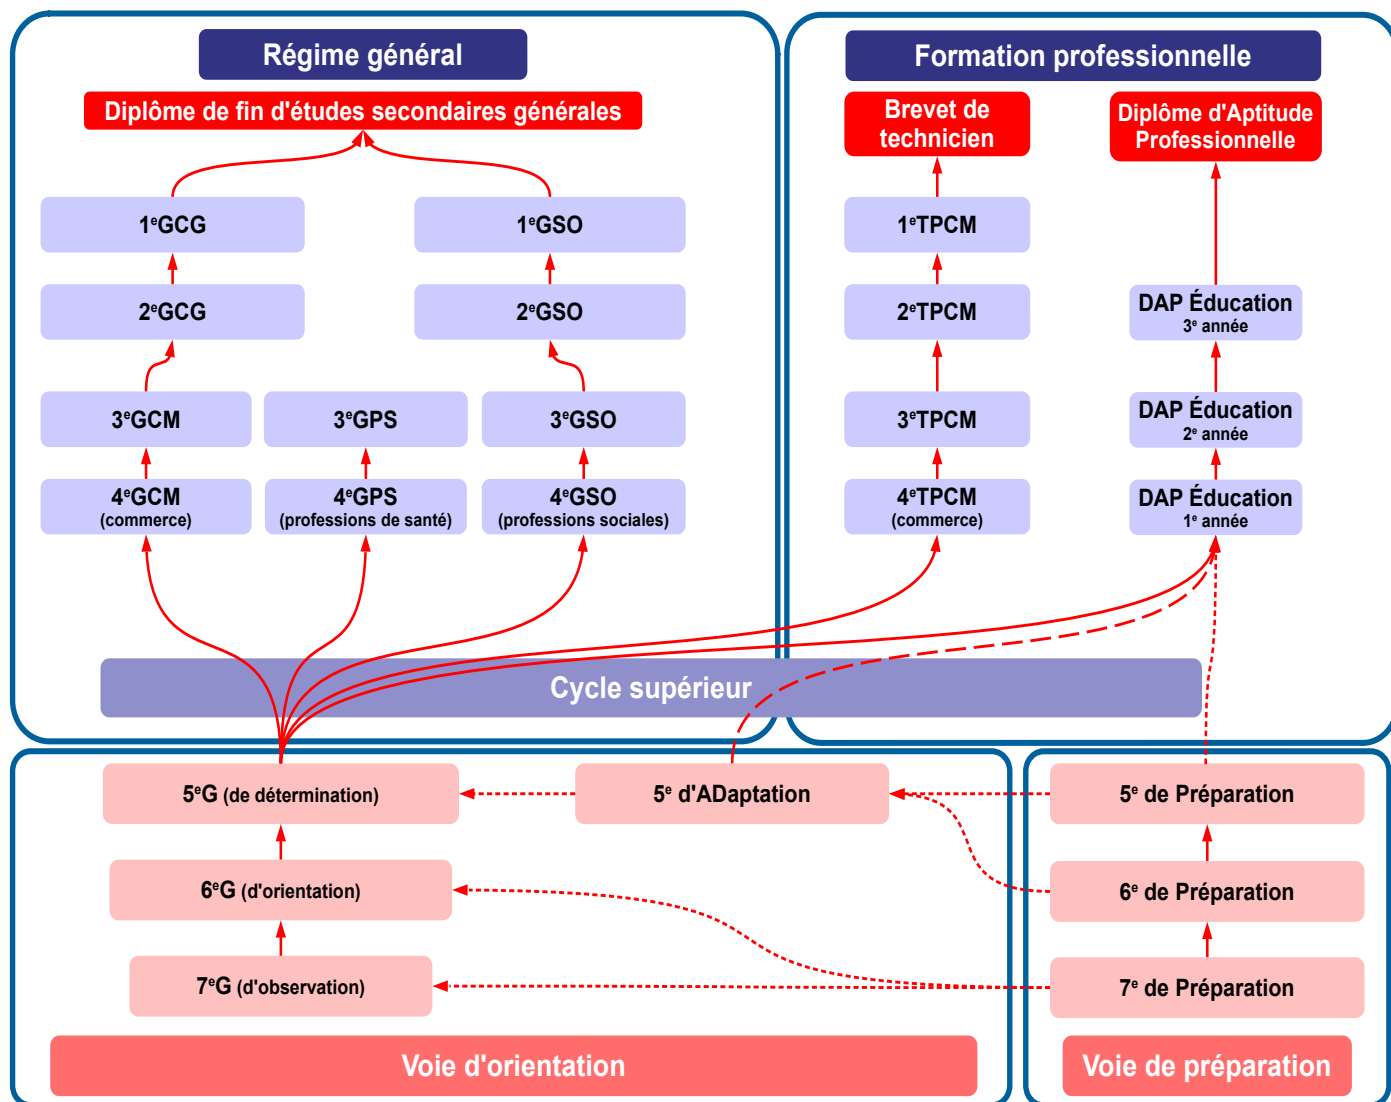 Régime général
Formation professionnelle
Diplôme de fin d'études secondaires générales
Brevet de
technicien
Diplôme d'Aptitude
Professionnelle
1ᵉGCG
1ᵉGSO
1ᵉTPCM
2ᵉGCG
2ᵉGSO
2ᵉTPCM
DAP Éducation
3ᵉ année
3ᵉGCM
3ᵉGPS
3ᵉGSO
3ᵉTPCM
DAP Éducation
2ᵉ année
4ᵉGCM
(commerce)
4ᵉGPS
(professions de santé)
4ᵉGSO
(professions sociales)
4ᵉTPCM
(commerce)
DAP Éducation
1ᵉ année
Cycle supérieur
5ᵉG (de détermination)
5ᵉ d'ADaptation
5ᵉ de Préparation
6ᵉG (d'orientation)
6ᵉ de Préparation
7ᵉG (d'observation)
7ᵉ de Préparation
Voie d'orientation
Voie de préparation